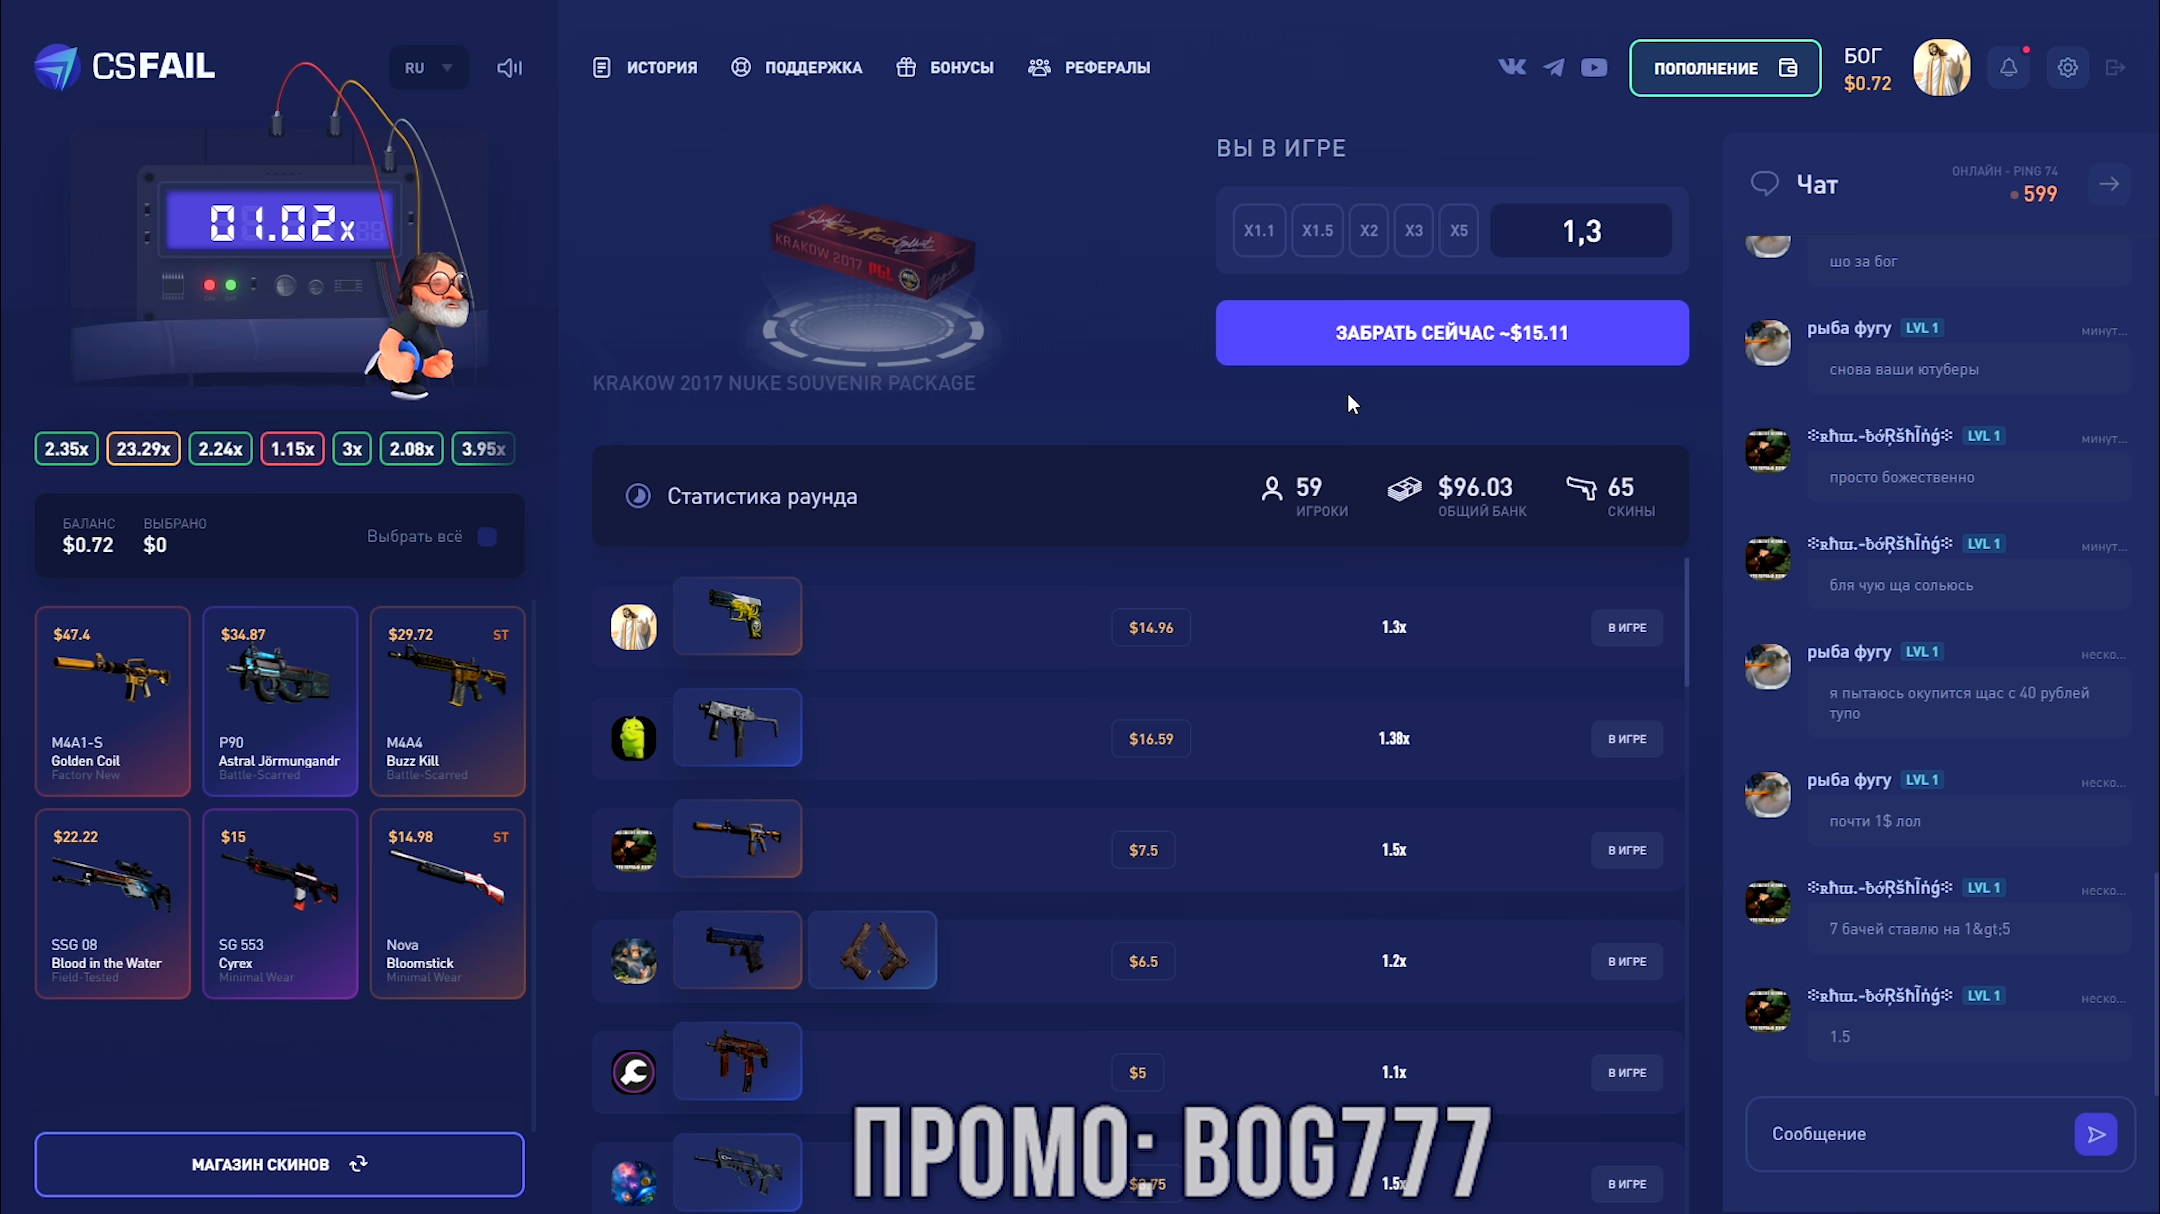 CSFAIL
RU
ИСТОРИЯ
ПОДДЕРЖКА
БОНУСЫ
РЕФЕРАЛЫ
ПОПОЛНЕНИЕ
БОГ
$0.72
01.02x
2.35x
23.29x
2.24x
1.15x
3x
2.08x
3.95x
БАЛАНС
$0.72
ВЫБРАНО
$0
Выбрать всё
$47.4
M4A1-S
Golden Coil
Factory New
$34.87
P90
Astral Jörmungandr
Battle-Scarred
$29.72
ST
M4A4
Buzz Kill
Battle-Scarred
$22.22
SSG 08
Blood in the Water
Field-Tested
$15
SG 553
Cyrex
Minimal Wear
$14.98
ST
Nova
Bloomstick
Minimal Wear
МАГАЗИН СКИНОВ
KRAKOW 2017 PGL
KRAKOW 2017 NUKE SOUVENIR PACKAGE
ВЫ В ИГРЕ
X1.1
X1.5
X2
X3
X5
1,3
ЗАБРАТЬ СЕЙЧАС ~$15.11
Статистика раунда
59
ИГРОКИ
$96.03
ОБЩИЙ БАНК
65
СКИНЫ
$14.96
1.3x
В ИГРЕ
$16.59
1.38x
В ИГРЕ
$7.5
1.5x
В ИГРЕ
$6.5
1.2x
В ИГРЕ
$5
1.1x
В ИГРЕ
1.5x
В ИГРЕ
ПРОМО: BOG777
Чат
ОНЛАЙН - PING 74
599
шо за бог
рыба фугу
LVL 1
минут...
снова ваши ютуберы
LVL 1
минут...
просто божественно
LVL 1
минут...
бля чую ща сольюсь
рыба фугу
LVL 1
неско...
я пытаюсь окупится щас с 40 рублей
тупо
рыба фугу
LVL 1
неско...
почти 1$ лол
LVL 1
неско...
7 бачей ставлю на 1&gt;5
LVL 1
неско...
1.5
Сообщение